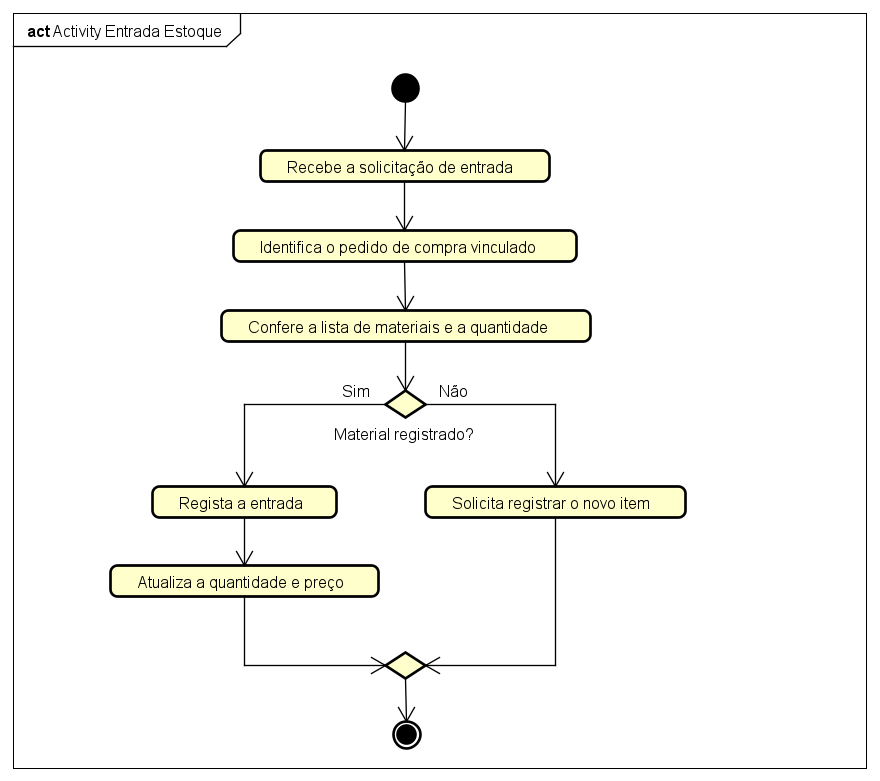 act Activity Entrada Estoque
Recebe a solicitação de entrada
Identifica o pedido de compra vinculado
Confere a lista de materiais e a quantidade
Sim
Não
Material registrado?
Regista a entrada
Solicita registrar o novo item
Atualiza a quantidade e preço